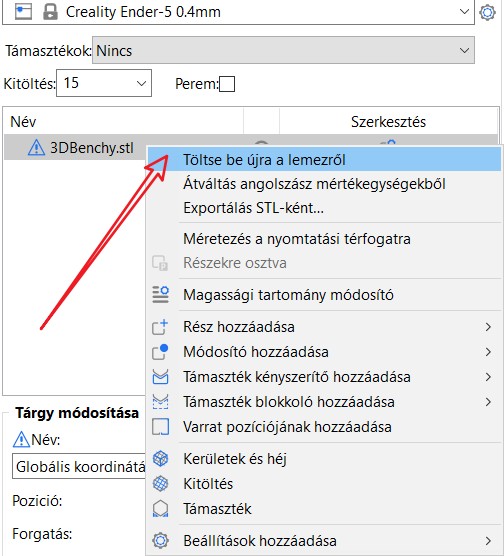 Creality Ender-5 0.4mm
Támasztékok: Nincs
Kitöltés: 15 Perem:
Név Szerkesztés
3DBenchy.stl
Töltse be újra a lemezről
Átváltás angolszász mértékegységekből
Exportálás STL-ként...
Méretezés a nyomtatási térfogatra
Részekre osztva
Magassági tartomány módosító
Rész hozzáadása
Módosító hozzáadása
Támaszték kényszerítő hozzáadása
Támaszték blokkoló hozzáadása
Varrat pozíciójának hozzáadása
Kerületek és héj
Kitöltés
Támaszték
Beállítások hozzáadása
Tárgy módosítása
Név:
Globális koordinátá
Pozició:
Forgatás: